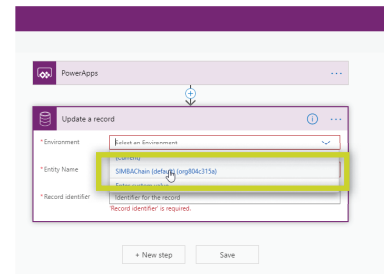 PowerApps
Update a record
* Environment
Select an Environment
(Current)
* Entity Name
SIMBAChain (default) (org804c315a)
Enter custom value
* Record identifier
Identifier for the record
'Record identifier' is required.
+ New step
Save